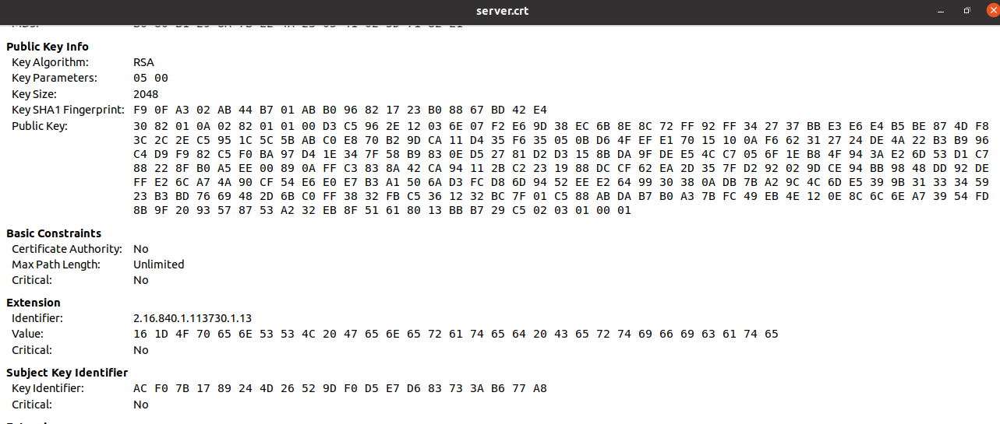 server.crt
Public Key Info
Key Algorithm: RSA
Key Parameters: 05 00
Key Size: 2048
Key SHA1 Fingerprint: F9 0F A3 02 AB 44 B7 01 AB B0 96 82 17 23 B0 88 67 BD 42 E4
Public Key: 30 82 01 0A 02 82 01 01 00 D3 C5 96 2E 12 03 6E 07 F2 E6 9D 38 EC 6B 8E 8C 72 FF 92 FF 34 27 37 BB E3 E6 E4 B5 BE 87 4D F8
3C 2C 2E C5 95 1C 5C 5B AB C0 E8 70 B2 9D CA 11 D4 35 F6 35 05 0B D6 4F EF E1 70 15 10 0A F6 62 31 27 24 DE 4A 22 B3 B9 96
C4 D9 F9 82 C5 F0 BA 97 D4 1E 34 7F 58 B9 83 0E D5 27 81 D2 D3 15 8B DA 9F DE E5 4C C7 05 6F 1E B8 4F 94 3A E2 6D 53 D1 C7
88 22 8F B0 A5 EE 00 89 0A FF C3 83 8A 42 CA 94 11 2B C2 23 19 88 DC CF 62 EA 2D 35 7F D2 92 02 9D CE 94 BB 98 48 DD 92 DE
FF E2 6C A7 4A 90 CF 54 E6 E0 E7 B3 A1 50 6A D3 FC D8 6D 94 52 EE E2 64 99 30 38 0A DB 7B A2 9C 4C 6D E5 39 9B 31 33 34 59
23 B3 BD 76 69 48 2D 6B C0 FF 38 32 FB C5 36 12 32 BC 7F 01 C5 88 AB DA B7 B0 A3 7B FC 49 EB 4E 12 0E 8C 6C 6E A7 39 54 FD
8B 9F 20 93 57 87 53 A2 32 EB 8F 51 61 80 13 BB B7 29 C5 02 03 01 00 01
Basic Constraints
Certificate Authority: No
Max Path Length: Unlimited
Critical: No
Extension
Identifier: 2.16.840.1.113730.1.13
Value: 16 1D 4F 70 65 6E 53 53 4C 20 47 65 6E 65 72 61 74 65 64 20 43 65 72 74 69 66 69 63 61 74 65
Critical: No
Subject Key Identifier
Key Identifier: AC F0 7B 17 89 24 4D 26 52 9D F0 D5 E7 D6 83 73 3A B6 77 A8
Critical: No